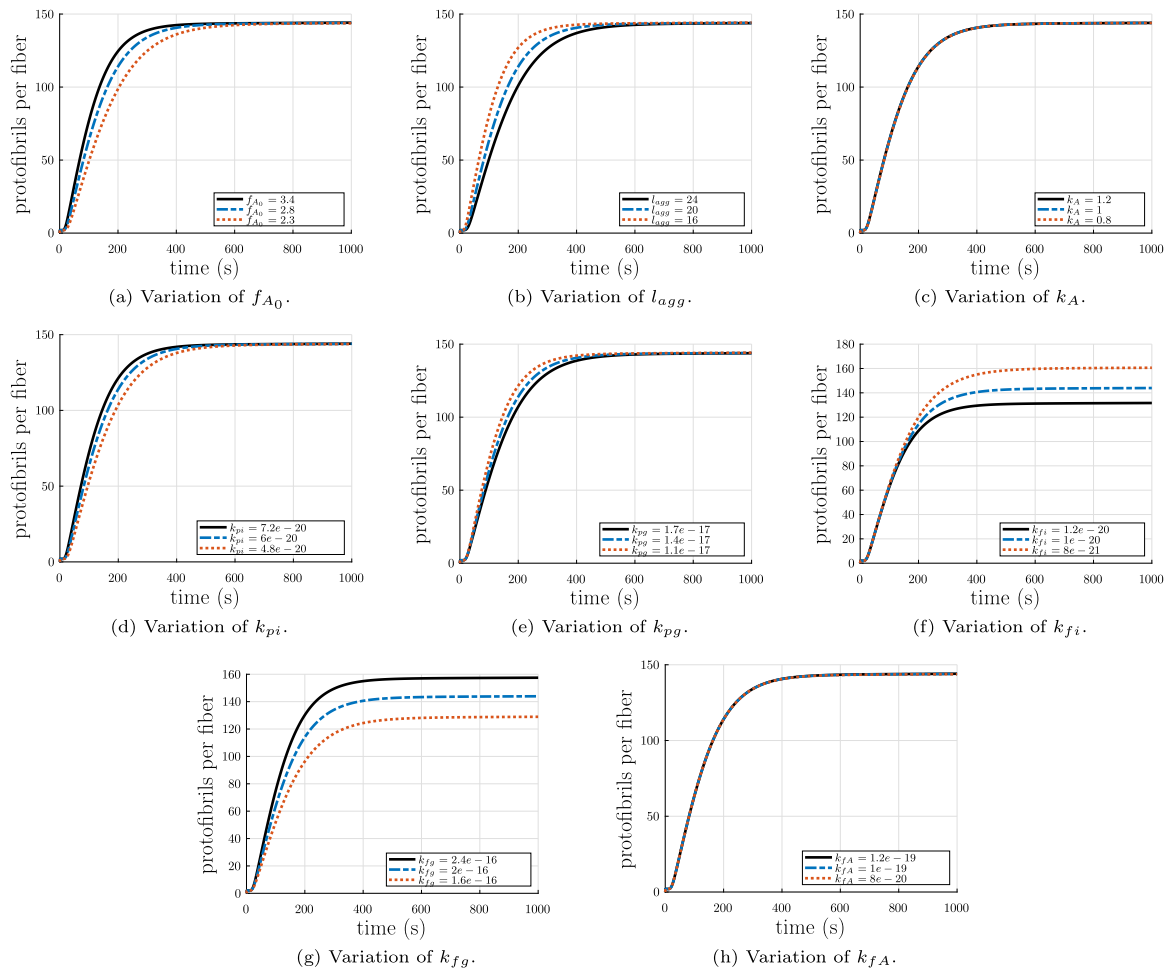 150
100
50
0
0 200 400 600 800 1000
protofibrils per fiber
time (s)
f_{A_0} = 3.4
f_{A_0} = 2.8
f_{A_0} = 2.3
(a) Variation of f_{A_0}.
150
100
50
0
0 200 400 600 800 1000
protofibrils per fiber
time (s)
l_{agg} = 24
l_{agg} = 20
l_{agg} = 16
(b) Variation of l_{agg}.
150
100
50
0
0 200 400 600 800 1000
protofibrils per fiber
time (s)
k_A = 1.2
k_A = 1
k_A = 0.8
(c) Variation of k_A.
150
100
50
0
0 200 400 600 800 1000
protofibrils per fiber
time (s)
k_{pi} = 7.2e − 20
k_{pi} = 6e − 20
k_{pi} = 4.8e − 20
(d) Variation of k_{pi}.
150
100
50
0
0 200 400 600 800 1000
protofibrils per fiber
time (s)
k_{pg} = 1.7e − 17
k_{pg} = 1.4e − 17
k_{pg} = 1.1e − 17
(e) Variation of k_{pg}.
180
160
140
120
100
80
60
40
20
0
0 200 400 600 800 1000
protofibrils per fiber
time (s)
k_{fi} = 1.2e − 20
k_{fi} = 1e − 20
k_{fi} = 8e − 21
(f) Variation of k_{fi}.
160
140
120
100
80
60
40
20
0
0 200 400 600 800 1000
protofibrils per fiber
time (s)
k_{fg} = 2.4e − 16
k_{fg} = 2e − 16
k_{fg} = 1.6e − 16
(g) Variation of k_{fg}.
150
100
50
0
0 200 400 600 800 1000
protofibrils per fiber
time (s)
k_{fA} = 1.2e − 19
k_{fA} = 1e − 19
k_{fA} = 8e − 20
(h) Variation of k_{fA}.